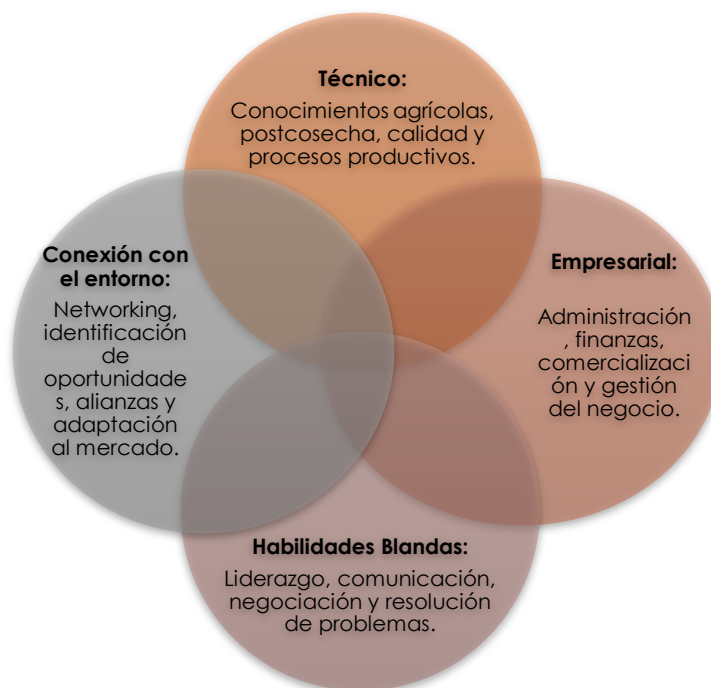 Técnico:
Conocimientos agrícolas,
postcosecha, calidad y
procesos productivos.
Conexión con
el entorno:
Networking,
identificación
de
oportunidade
s, alianzas y
adaptación
al mercado.
Empresarial:
Administración
, finanzas,
comercializaci
ón y gestión
del negocio.
Habilidades Blandas:
Liderazgo, comunicación,
negociación y resolución
de problemas.